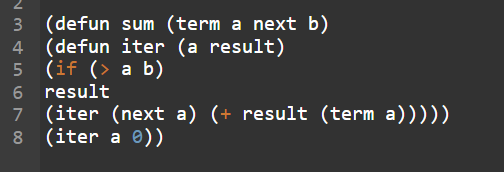 2
3 (defun sum (term a next b)
4 (defun iter (a result)
5 (if (> a b)
6 result
7 (iter (next a) (+ result (term a)))))
8 (iter a 0))